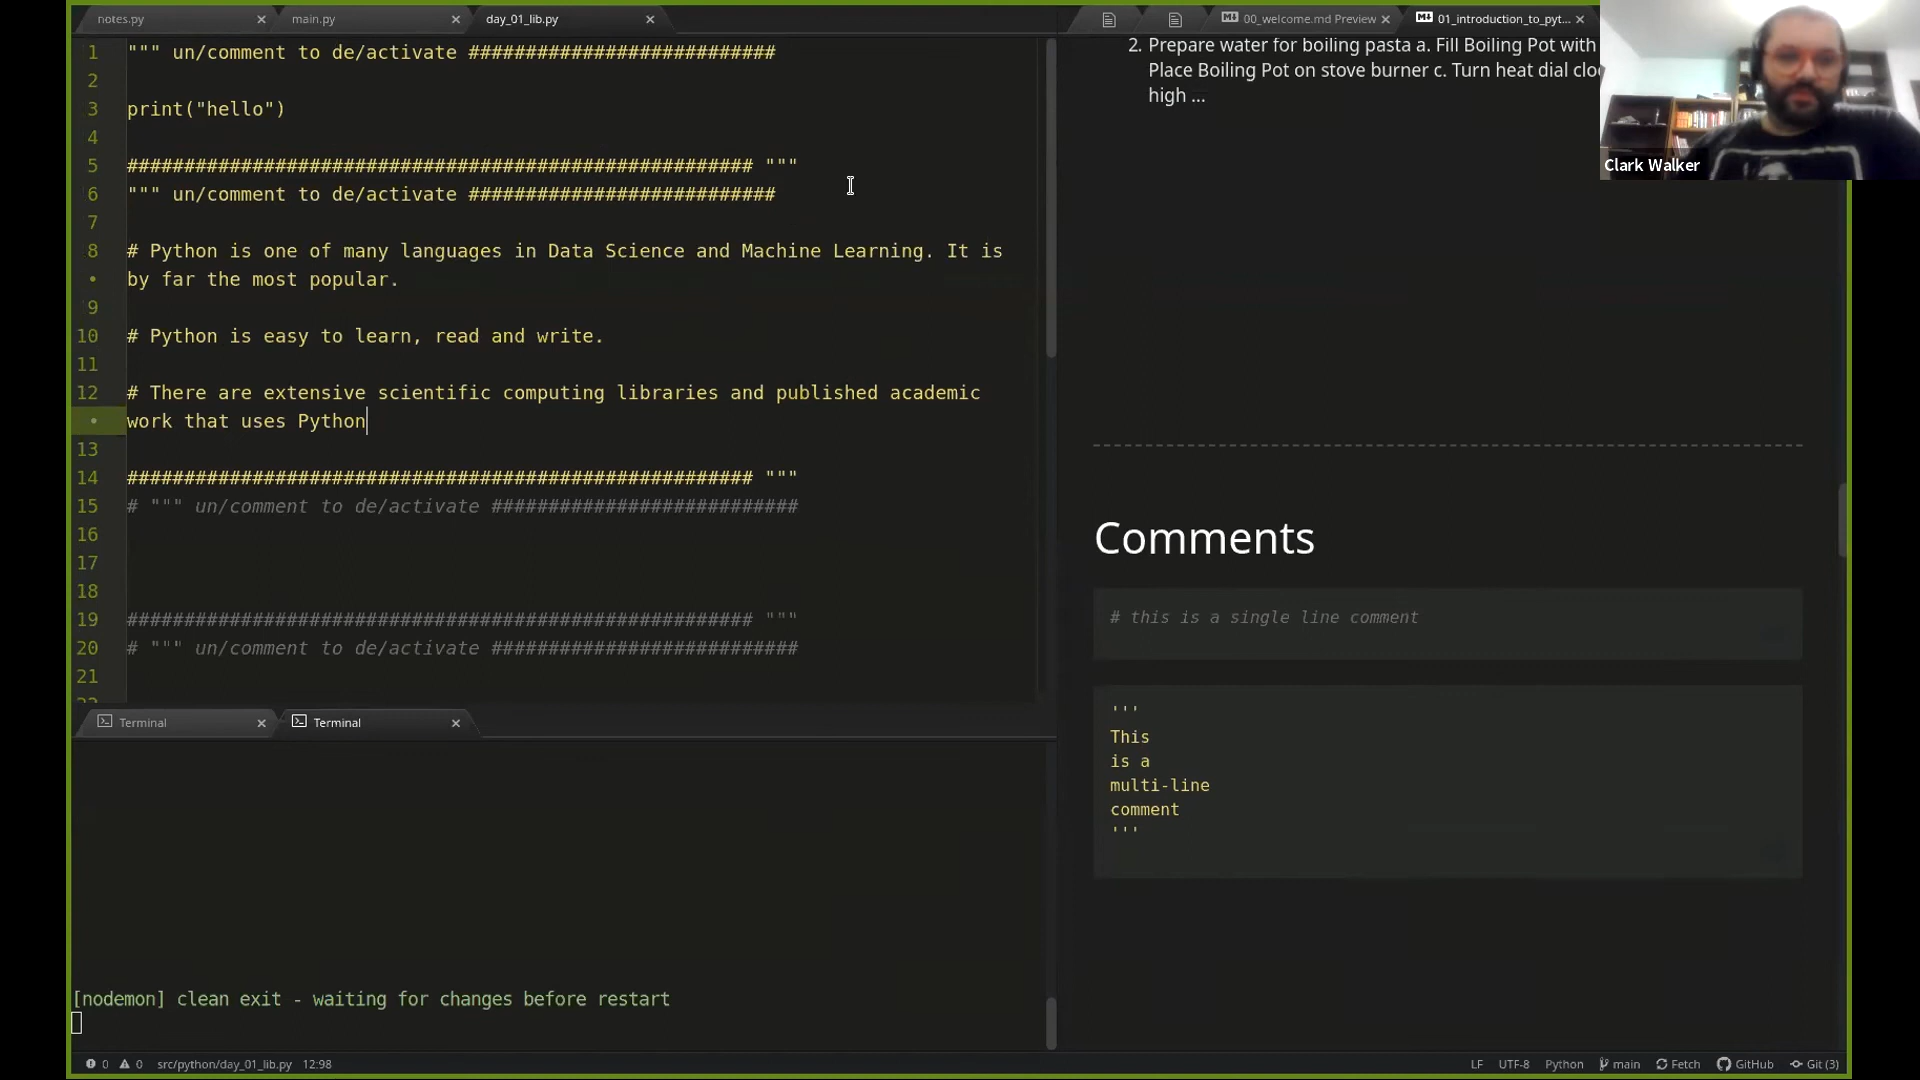 notes.py
main.py
day_01_lib.py
00_welcome.md Preview
01_introduction_to_pyt...
1 """ un/comment to de/activate ###########################
2
3 print("hello")
4
5 ####################################################### """
6 """ un/comment to de/activate ###########################
7
8 # Python is one of many languages in Data Science and Machine Learning. It is
• by far the most popular.
9
10 # Python is easy to learn, read and write.
11
12 # There are extensive scientific computing libraries and published academic
• work that uses Python
13
14 ####################################################### """
15 # """ un/comment to de/activate ###########################
16
17
18
19 ####################################################### """
20 # """ un/comment to de/activate ###########################
21
2. Prepare water for boiling pasta a. Fill Boiling Pot with
Place Boiling Pot on stove burner c. Turn heat dial
high ...
Clark Walker
Comments
# this is a single line comment
'''
This
is a
multi-line
comment
'''
Terminal
Terminal
[nodemon] clean exit - waiting for changes before restart
0 0 src/python/day_01_lib.py 12:98
LF UTF-8 Python main Fetch GitHub Git (3)